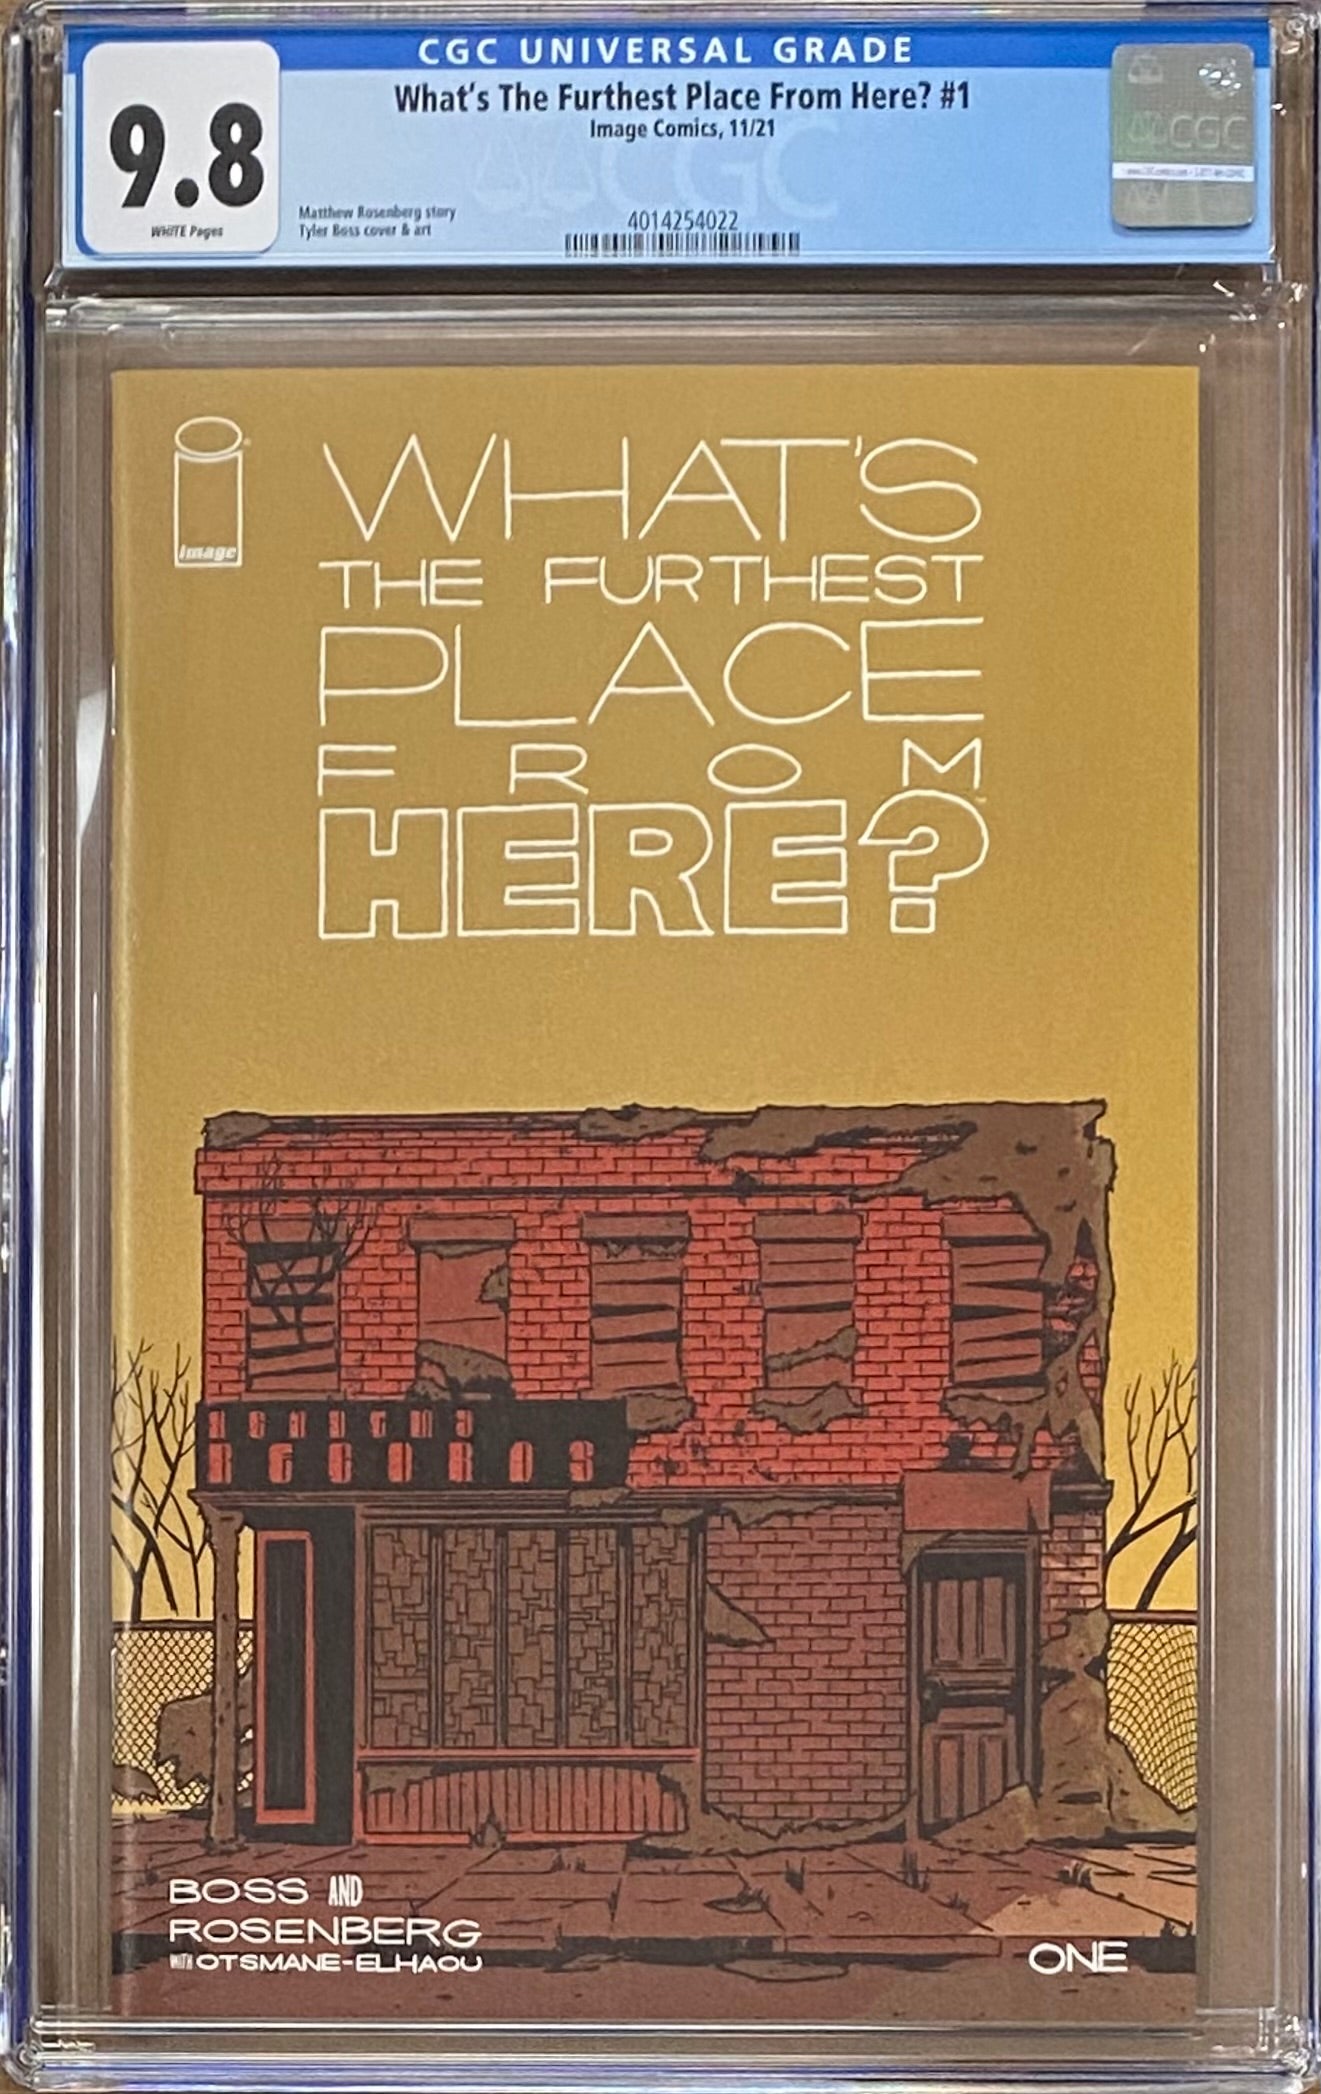 CGC UNIVERSAL GRADE
9.8
WHITE Pages
What's The Furthest Place From Here? #1
Image Comics, 11/21
Matthew Rosenberg story
Tyler Boss cover & art
4014254022
CGC
CGC
image
WHAT'S
THE FURTHEST
PLACE
FROM
HERE?
BOSS AND
ROSENBERG
WITH OTSMANE-ELHAOU
ONE